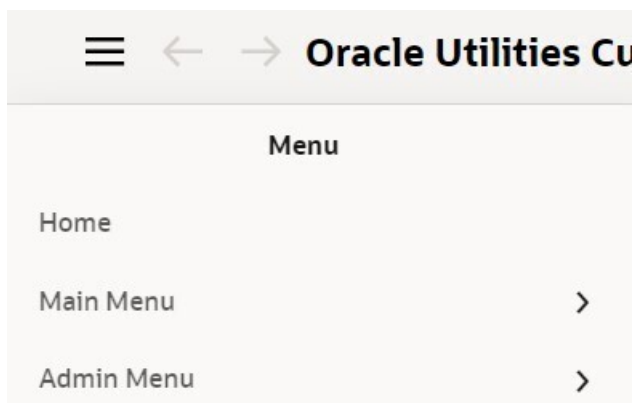 Oracle Utilities Cu
Menu
Home
Main Menu
Admin Menu